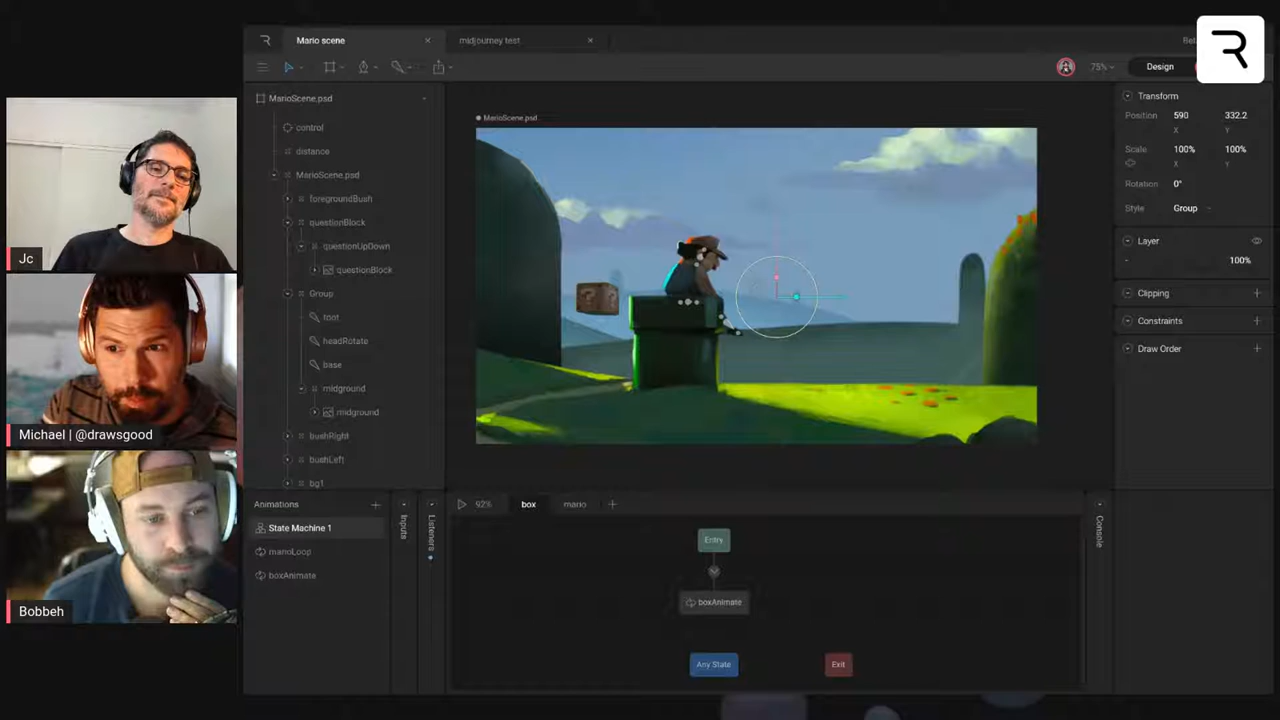 Mario scene
midjourney test
Bet
75%
Design
MarioScene.psd
control
distance
MarioScene.psd
foregroundBush
questionBlock
questionUpDown
questionBlock
Group
root
headRotate
base
midground
midground
bushRight
bushLeft
bg1
MarioScene.psd
Transform
Position 590 332.2
X Y
Scale 100% 100%
X Y
Rotation 0°
Style Group
Layer
- 100%
Clipping
Constraints
Draw Order
Jc
Michael | @drawsgood
Bobbeh
Animations
State Machine 1
marioLoop
boxAnimate
Inputs
Listeners
92%
box
mario
Entry
boxAnimate
Any State
Exit
Console